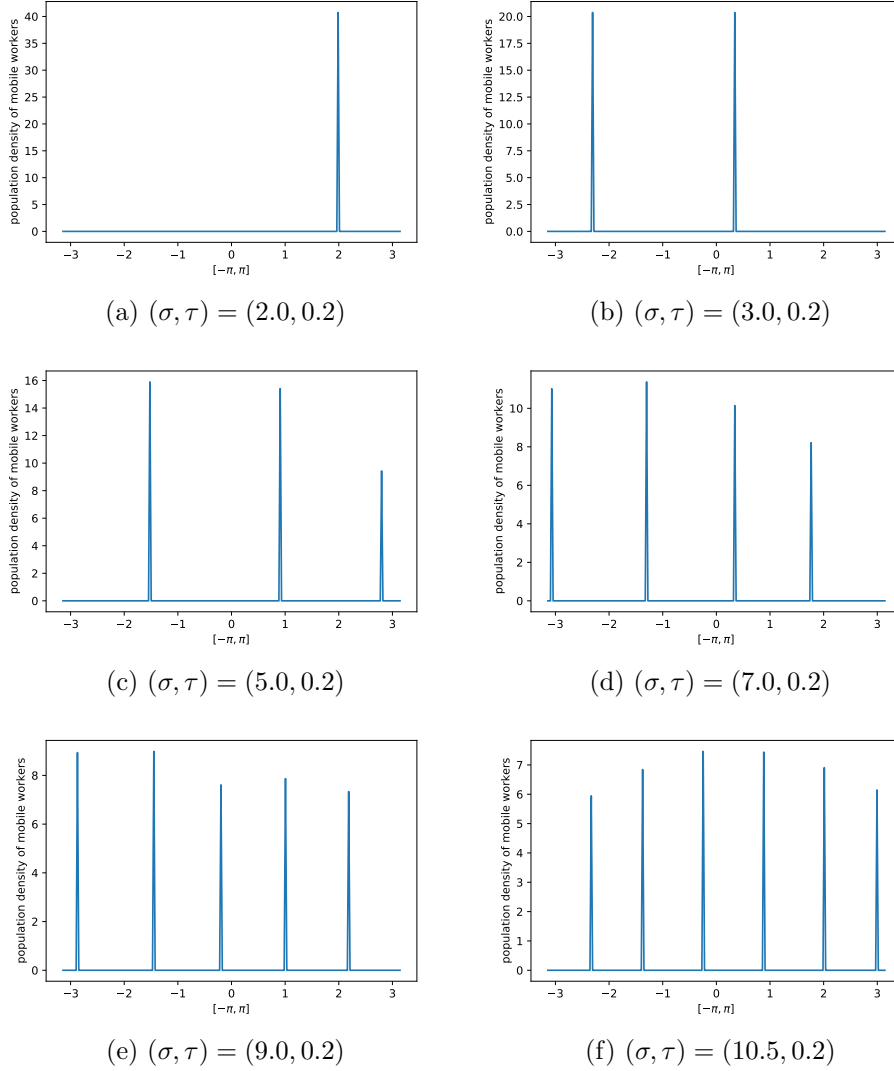 population density of mobile workers
40
35
30
25
20
15
10
5
0
−3 −2 −1 0 1 2 3
[−π, π]
(a) (σ, τ) = (2.0, 0.2)
population density of mobile workers
20.0
17.5
15.0
12.5
10.0
7.5
5.0
2.5
0.0
−3 −2 −1 0 1 2 3
[−π, π]
(b) (σ, τ) = (3.0, 0.2)
population density of mobile workers
16
14
12
10
8
6
4
2
0
−3 −2 −1 0 1 2 3
[−π, π]
(c) (σ, τ) = (5.0, 0.2)
population density of mobile workers
10
8
6
4
2
0
−3 −2 −1 0 1 2 3
[−π, π]
(d) (σ, τ) = (7.0, 0.2)
population density of mobile workers
8
6
4
2
0
−3 −2 −1 0 1 2 3
[−π, π]
(e) (σ, τ) = (9.0, 0.2)
population density of mobile workers
7
6
5
4
3
2
1
0
−3 −2 −1 0 1 2 3
[−π, π]
(f) (σ, τ) = (10.5, 0.2)